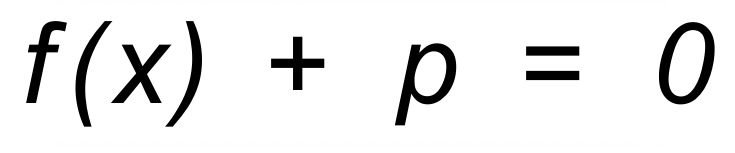 f(x) + p = 0